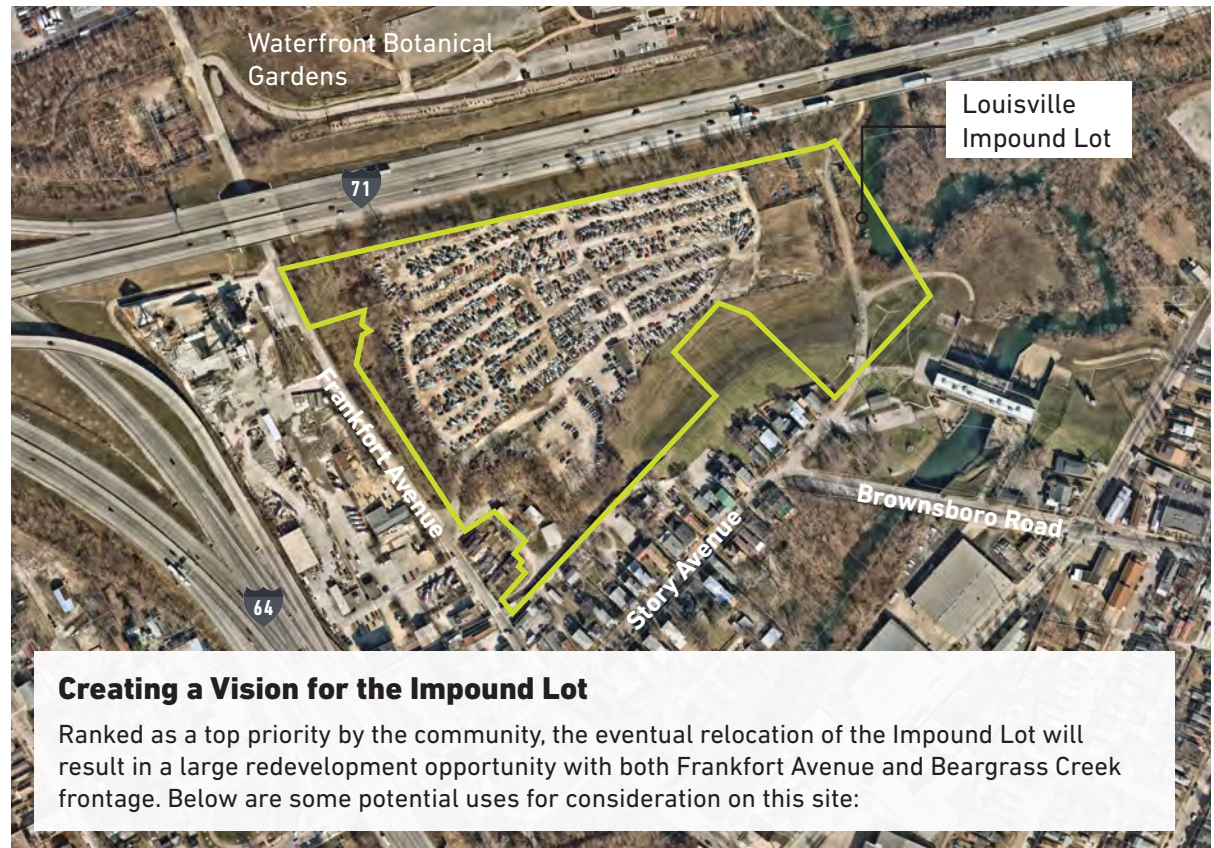 Waterfront Botanical
Gardens
Louisville
Impound Lot
71
Frankfort Avenue
Brownsboro Road
Story Avenue
64
Creating a Vision for the Impound Lot
Ranked as a top priority by the community, the eventual relocation of the Impound Lot will
result in a large redevelopment opportunity with both Frankfort Avenue and Beargrass Creek
frontage. Below are some potential uses for consideration on this site: